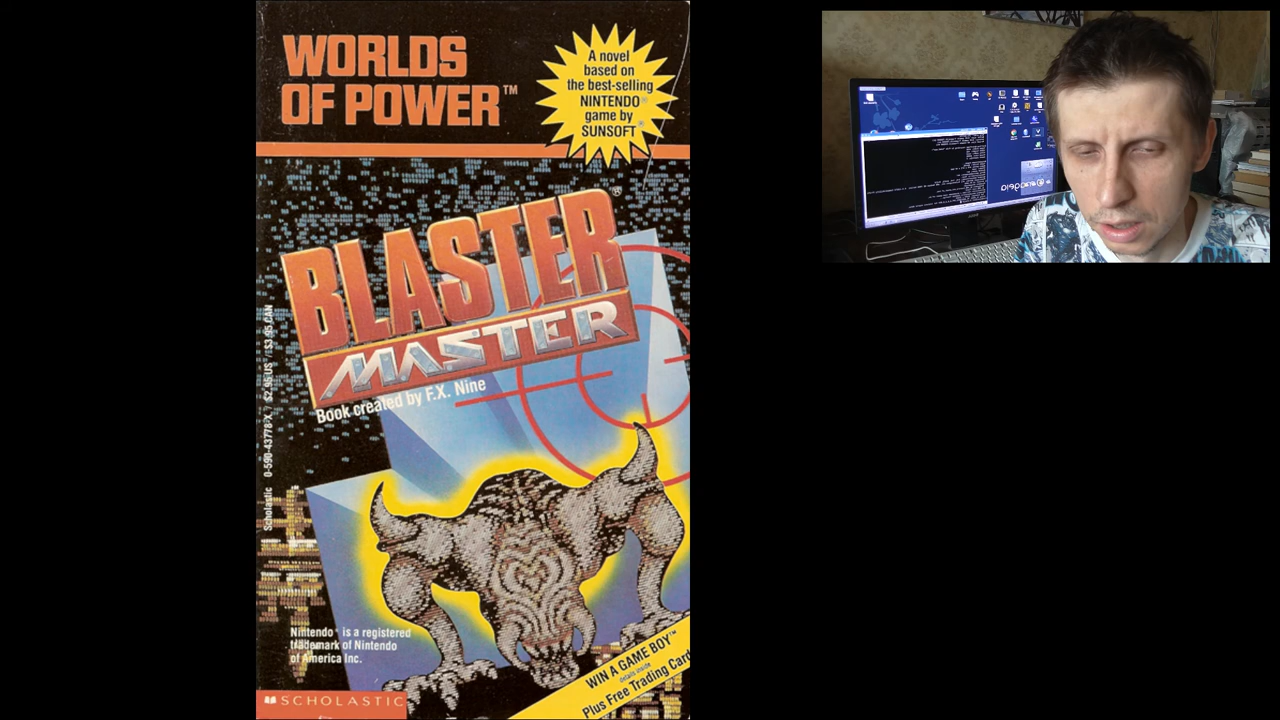 WORLDS
OF POWER™
A novel
based on
the best-selling
NINTENDO®
game by
SUNSOFT®
BLASTER®
MASTER
Book created by F.X. Nine
Scholastic 0-590-43778-X / $2.95 US / $3.95 CAN
Nintendo® is a registered
trademark of Nintendo
of America Inc.
WIN A GAME BOY™
details inside
Plus Free Trading Card
SCHOLASTIC